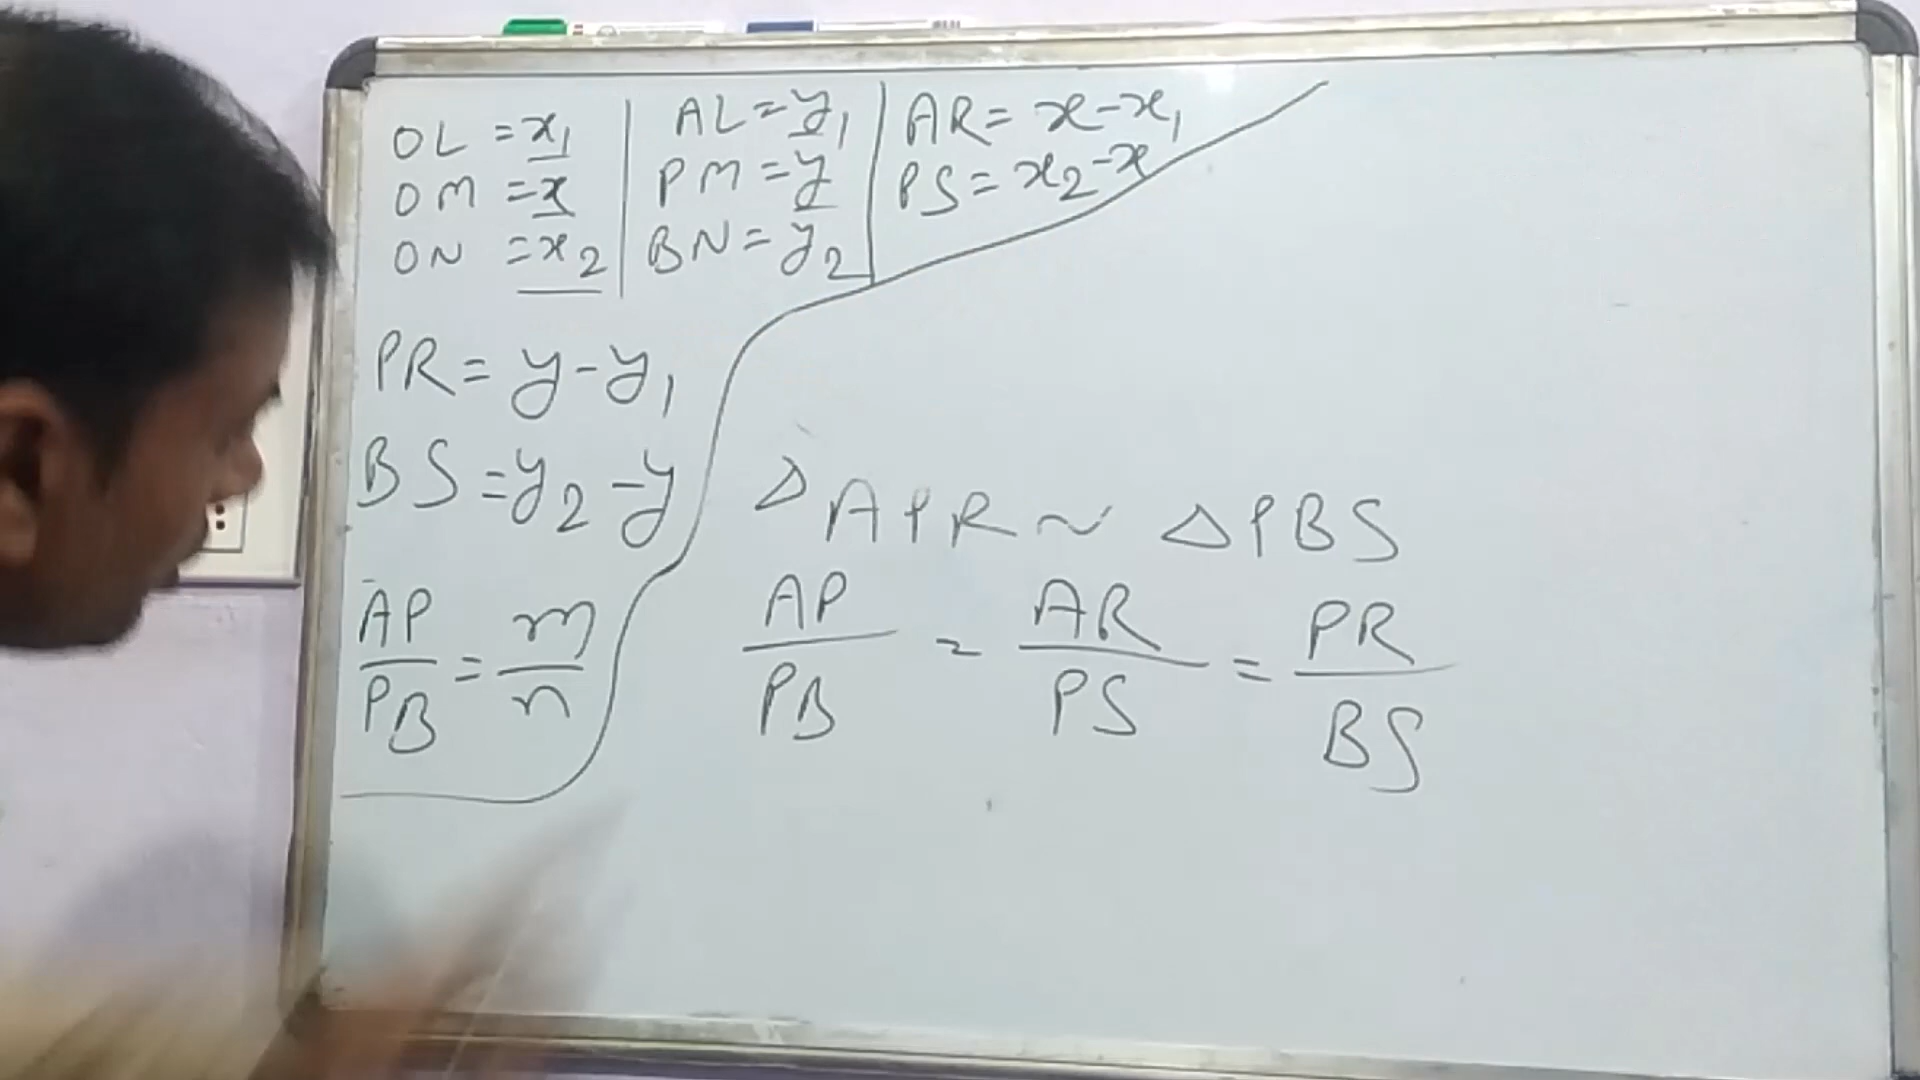 OL = x₁ | AL = y₁ | AR = x - x₁
OM = x | PM = y | PS = x₂ - x
ON = x₂ | BN = y₂
PR = y - y₁
BS = y₂ - y
△APR ~ △PBS
AP/PB = m/n
AP/PB = AR/PS = PR/BS